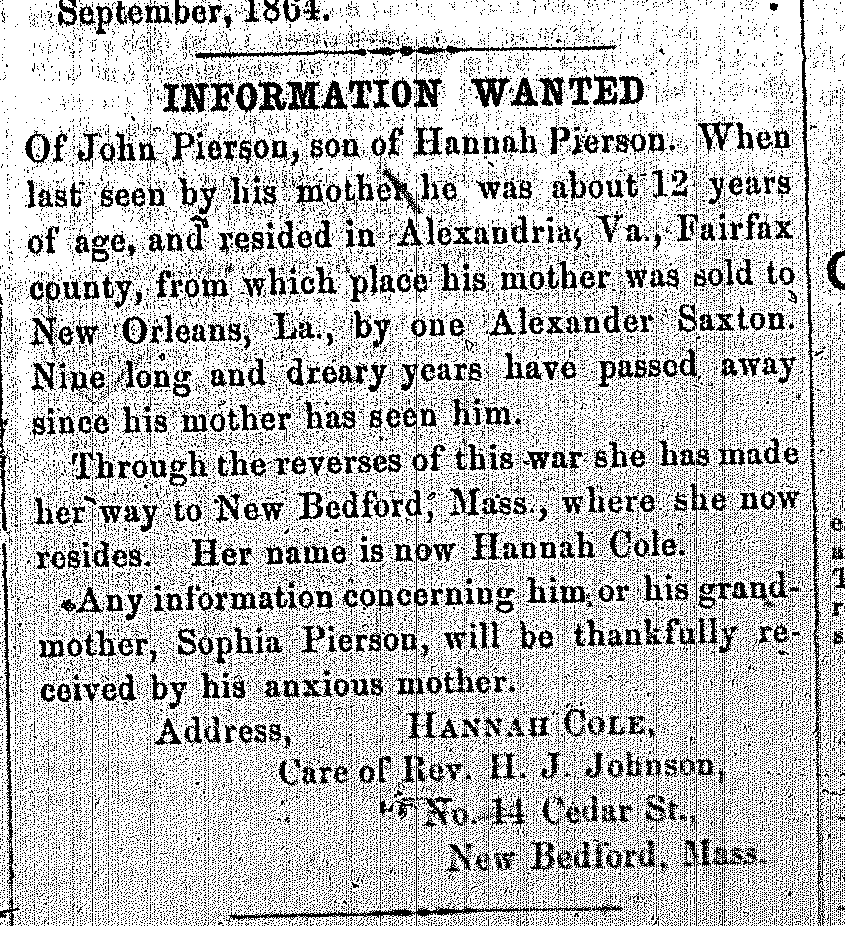 September, 1864.
INFORMATION WANTED
Of John Pierson, son of Hannah Pierson. When
last seen by his mother he was about 12 years
of age, and resided in Alexandria, Va., Fairfax
county, from which place his mother was sold to
New Orleans, La., by one Alexander Saxton.
Nine long and dreary years have passed away
since his mother has seen him.
Through the reverses of this war she has made
her way to New Bedford, Mass., where she now
resides. Her name is now Hannah Cole.
Any information concerning him or his grand-
mother, Sophia Pierson, will be thankfully re-
ceived by his anxious mother.
Address, HANNAH COLE,
Care of Rev. H. J. Johnson,
No. 14 Cedar St.,
New Bedford, Mass.